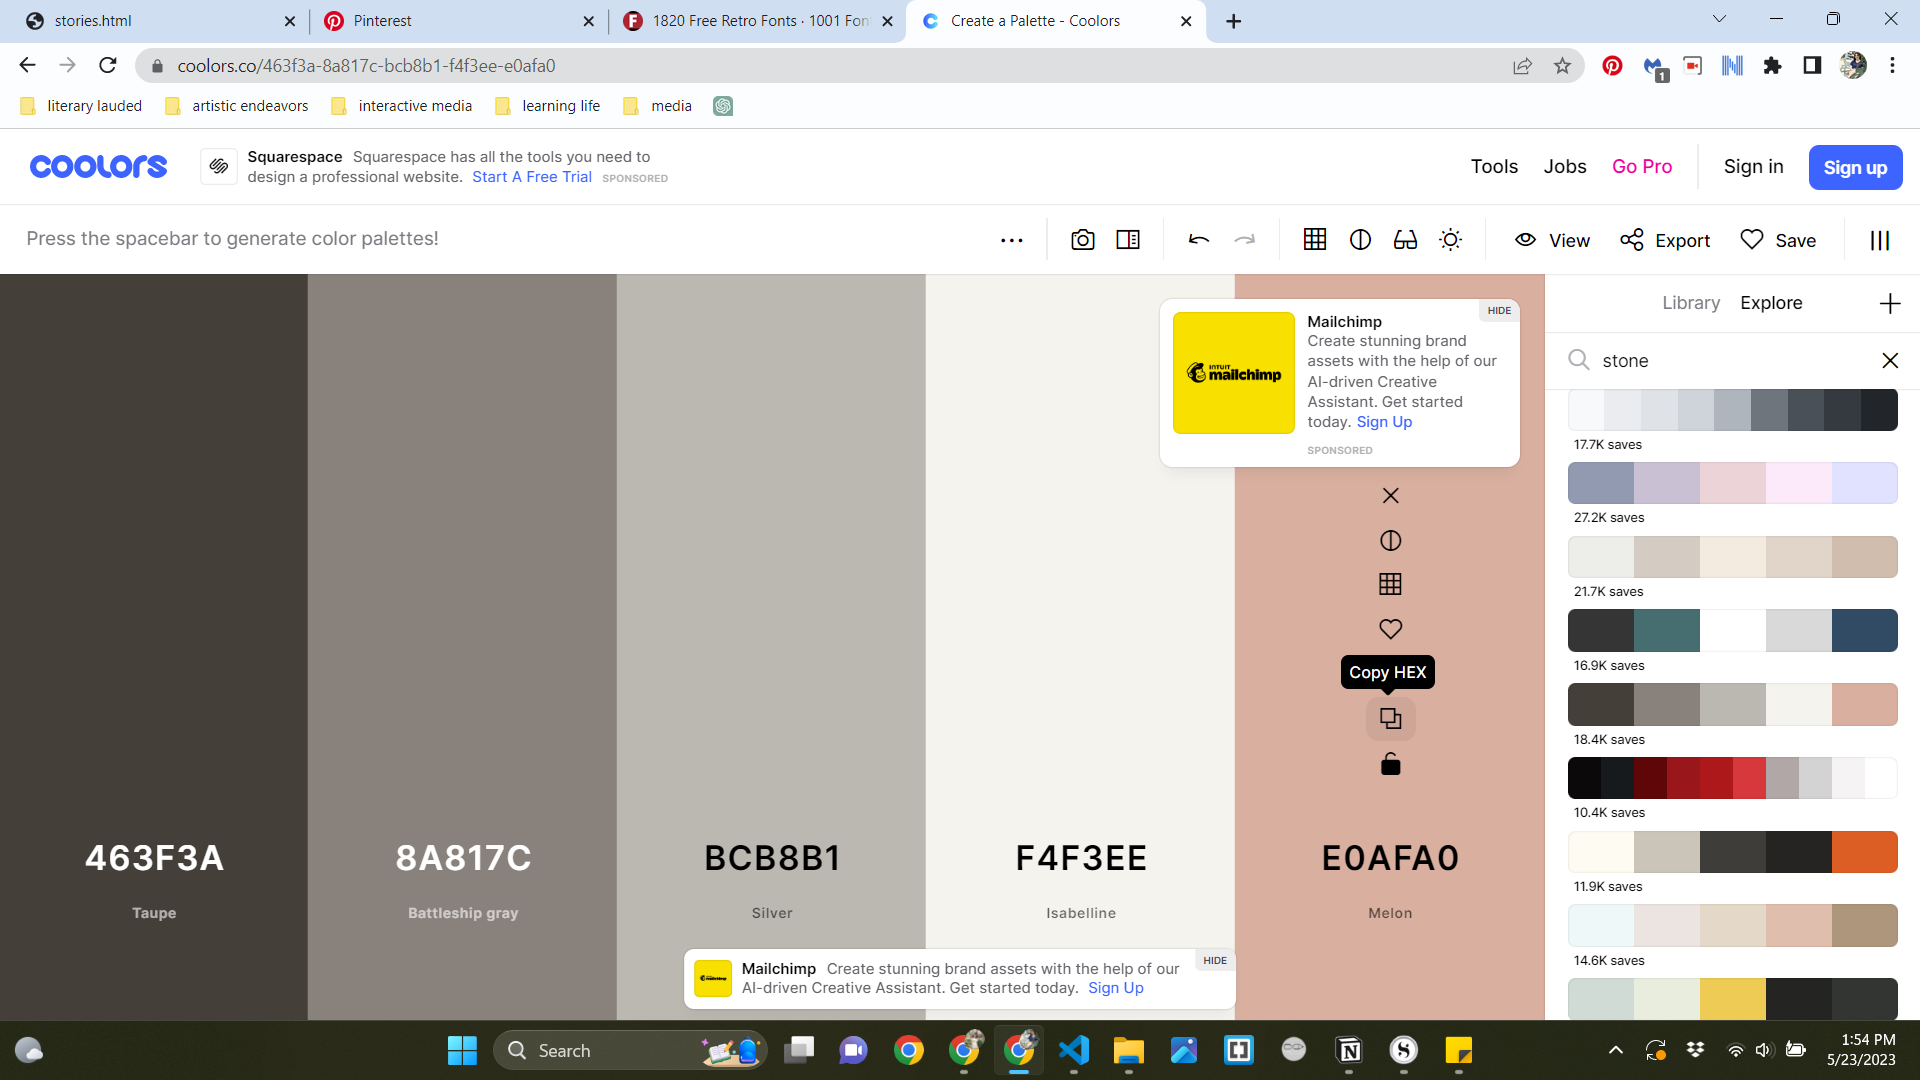 stories.html
Pinterest
1820 Free Retro Fonts · 1001 Fon
Create a Palette - Coolors
coolors.co/463f3a-8a817c-bcb8b1-f4f3ee-e0afa0
1
literary lauded
artistic endeavors
interactive media
learning life
media
coolors
Squarespace Squarespace has all the tools you need to
design a professional website. Start A Free Trial SPONSORED
Tools
Jobs
Go Pro
Sign in
Sign up
Press the spacebar to generate color palettes!
View
Export
Save
Library
Explore
stone
HIDE
Mailchimp
Create stunning brand
assets with the help of our
AI-driven Creative
Assistant. Get started
today. Sign Up
SPONSORED
INTUIT
mailchimp
17.7K saves
27.2K saves
21.7K saves
16.9K saves
18.4K saves
10.4K saves
11.9K saves
14.6K saves
Copy HEX
463F3A
8A817C
BCB8B1
F4F3EE
E0AFA0
Taupe
Battleship gray
Silver
Isabelline
Melon
HIDE
Mailchimp Create stunning brand assets with the help of our
AI-driven Creative Assistant. Get started today. Sign Up
Search
1:54 PM
5/23/2023